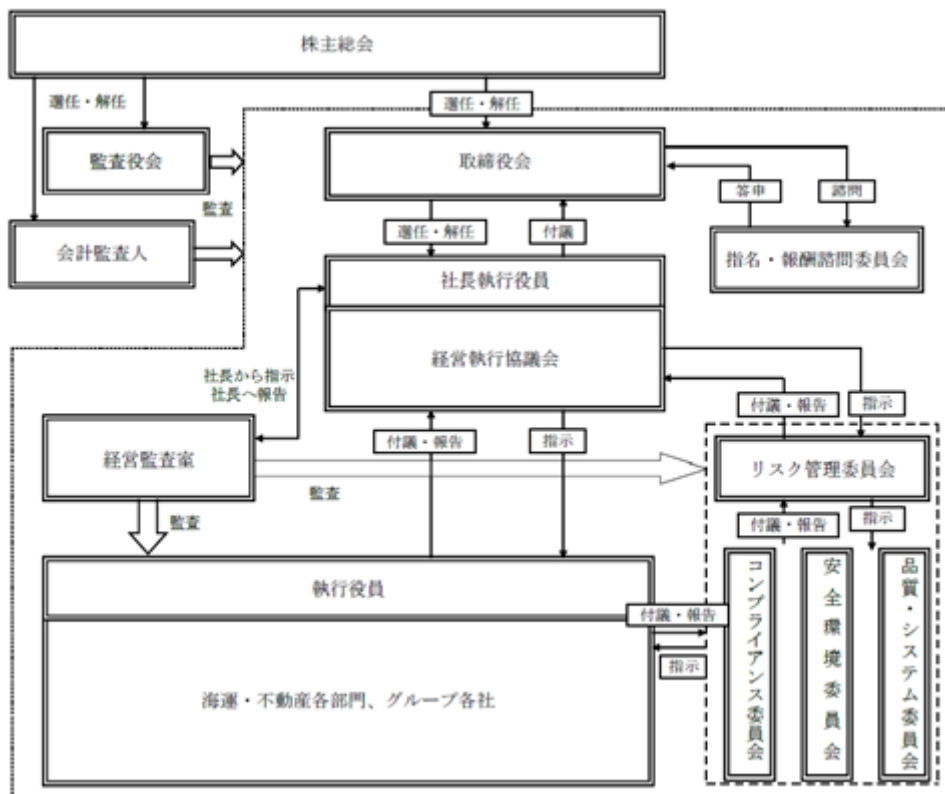 株主総会
選任・解任
選任・解任
監査役会
取締役会
監査
答申
諮問
会計監査人
選任・解任
付議
指名・報酬諮問委員会
社長執行役員
経営執行協議会
社長から指示
社長へ報告
付議・報告
指示
付議・報告
指示
経営監査室
リスク管理委員会
監査
監査
付議・報告
指示
執行役員
コンプライアンス委員会
安全環境委員会
品質・システム委員会
付議・報告
指示
海運・不動産各部門、グループ各社